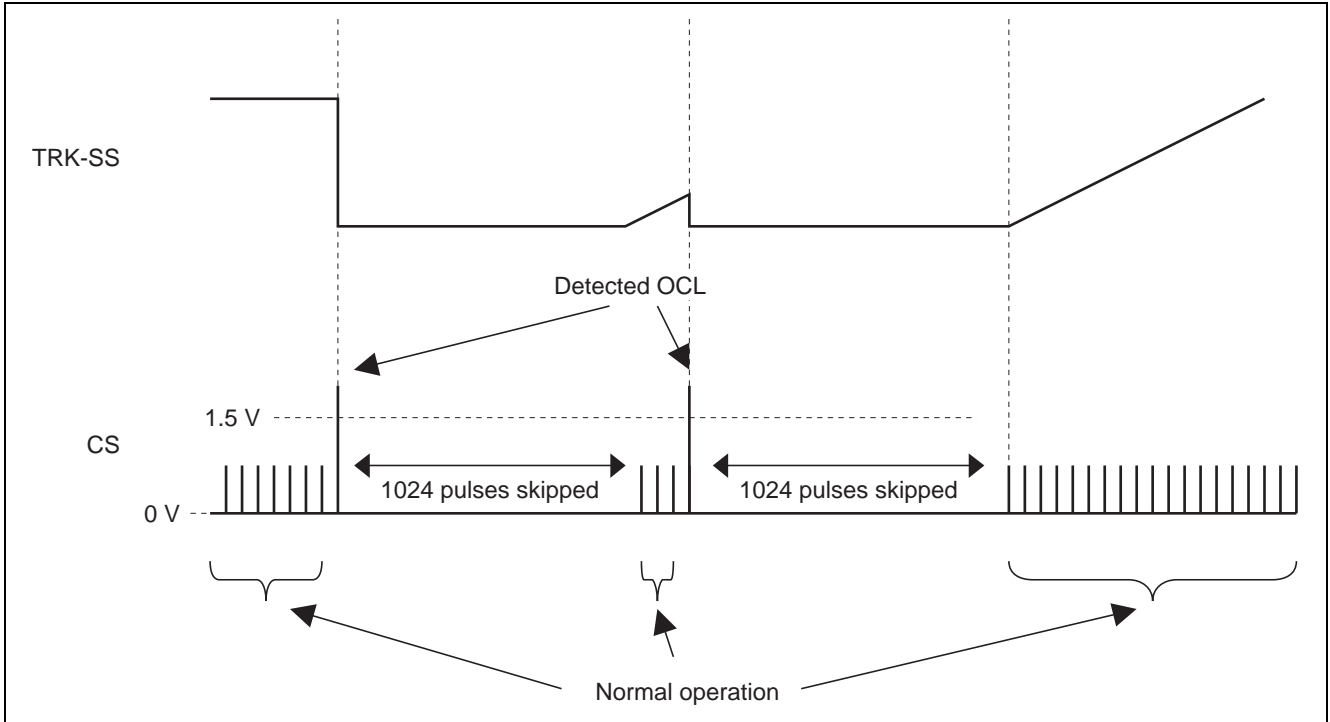 TRK-SS
Detected OCL
1.5 V
CS
1024 pulses skipped
1024 pulses skipped
0 V
Normal operation